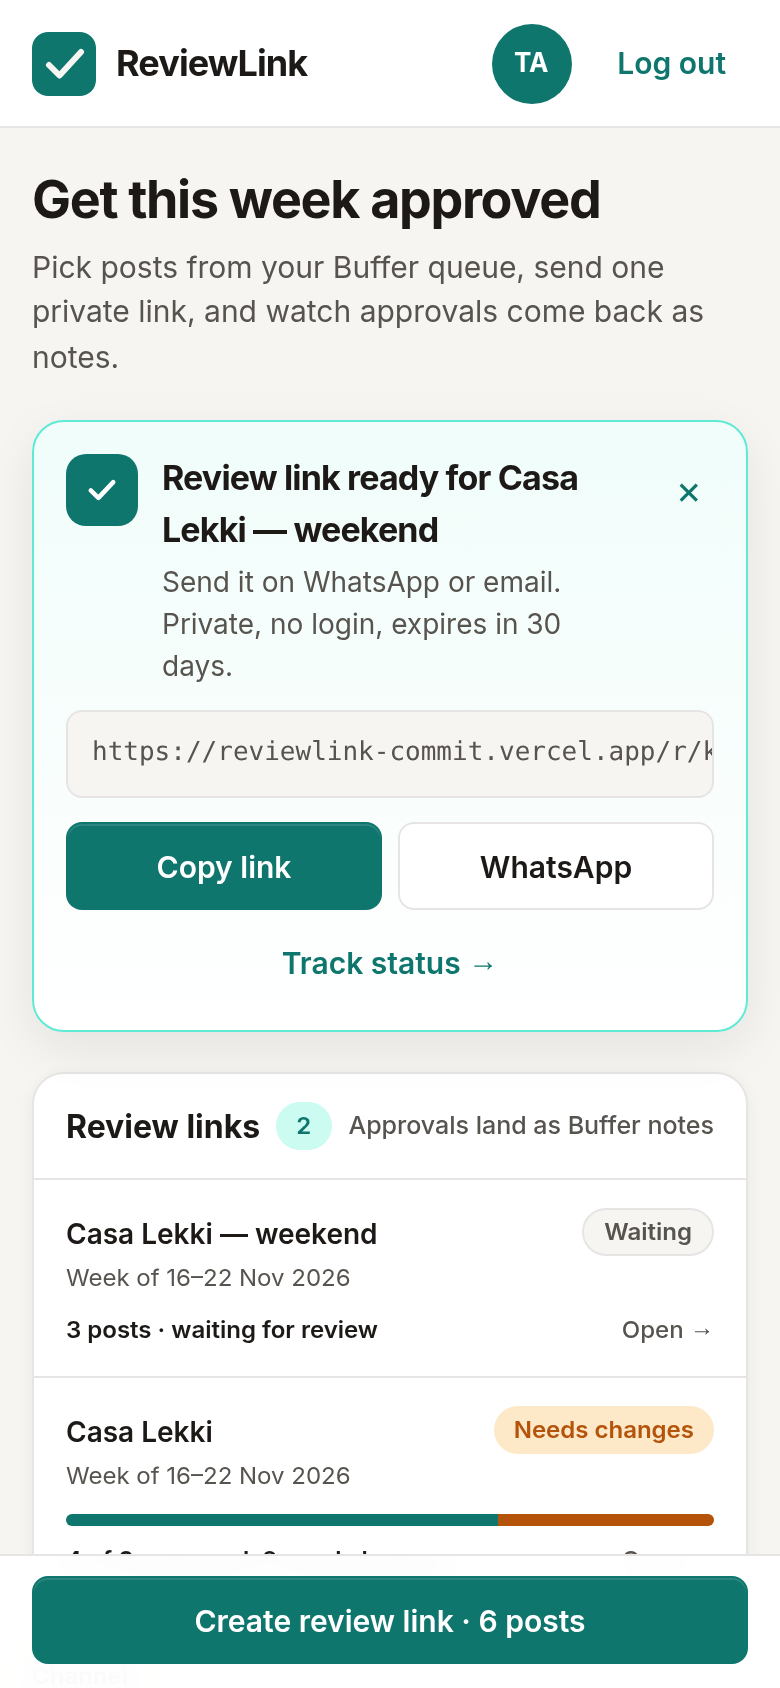 ReviewLink
TA
Log out
Get this week approved
Pick posts from your Buffer queue, send one
private link, and watch approvals come back as
notes.
Review link ready for Casa
Lekki — weekend
×
Send it on WhatsApp or email.
Private, no login, expires in 30
days.
https://reviewlink-commit.vercel.app/r/k
Copy link
WhatsApp
Track status →
Review links
2
Approvals land as Buffer notes
Casa Lekki — weekend
Waiting
Week of 16–22 Nov 2026
3 posts · waiting for review
Open →
Casa Lekki
Needs changes
Week of 16–22 Nov 2026
Create review link · 6 posts
Channel